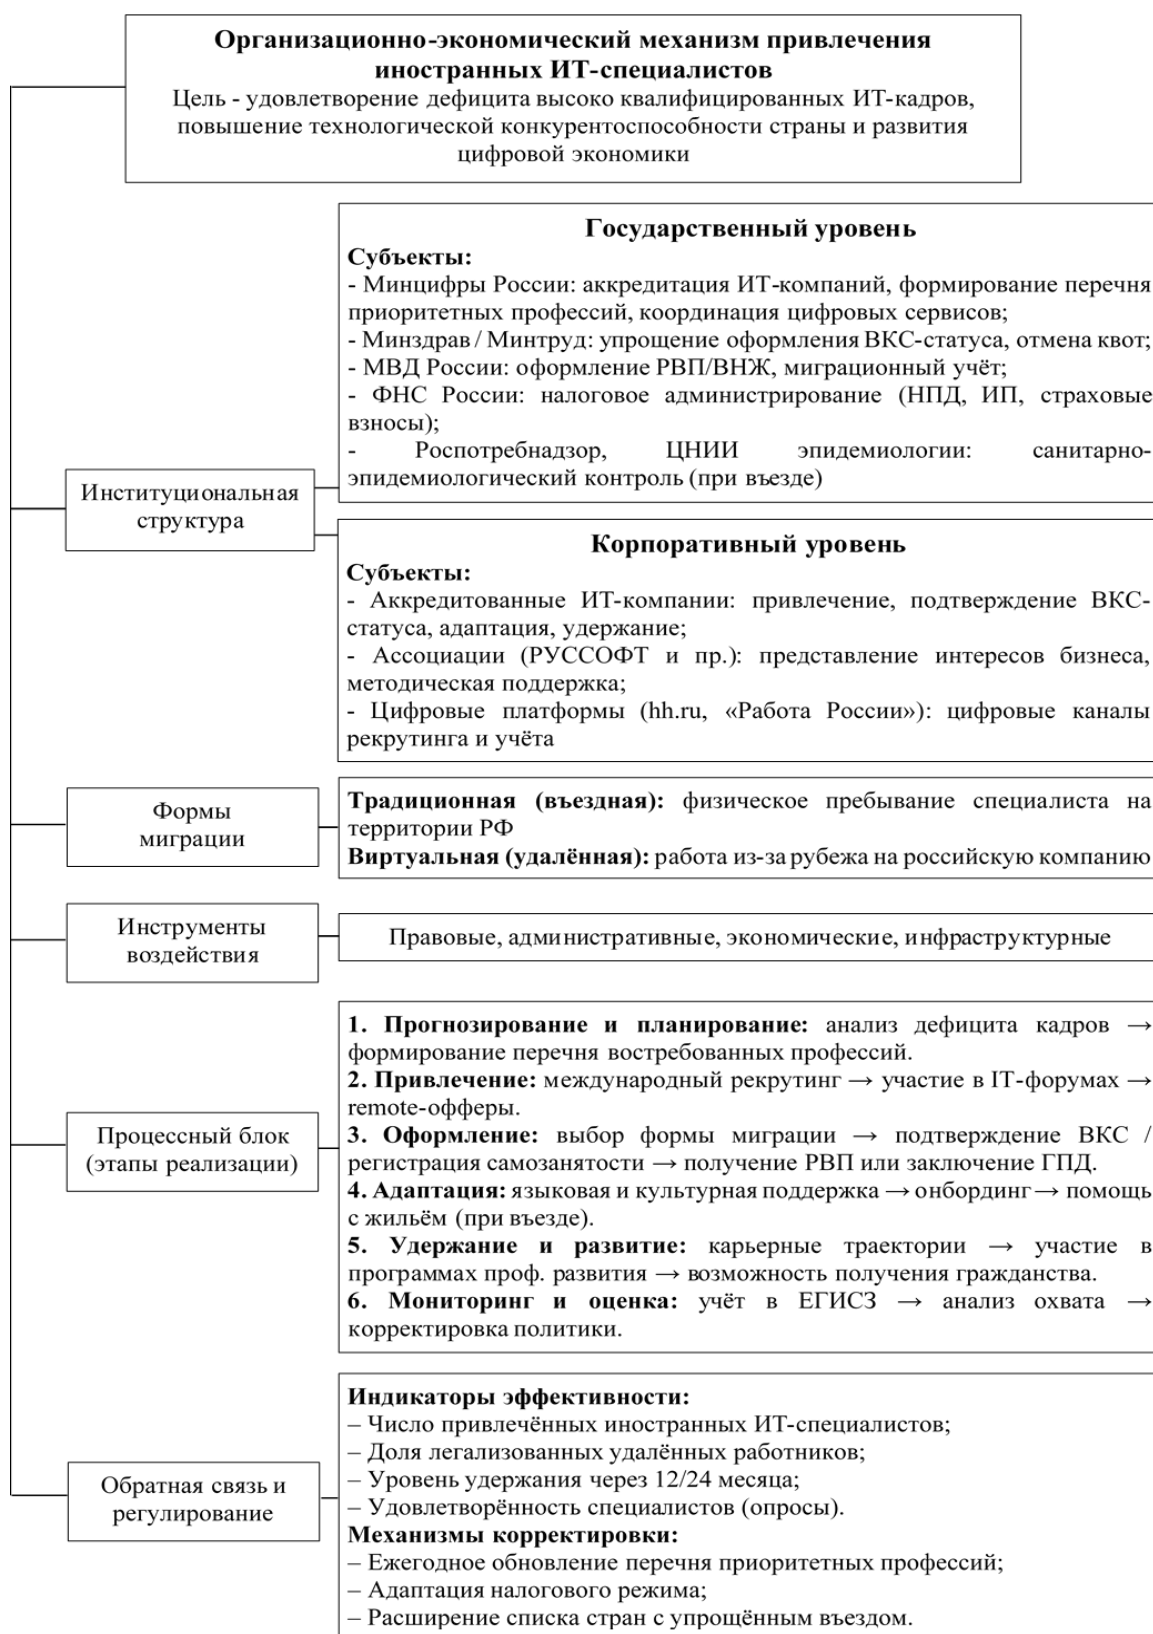 Организационно-экономический механизм привлечения
иностранных ИТ-специалистов
Цель - удовлетворение дефицита высоко квалифицированных ИТ-кадров,
повышение технологической конкурентоспособности страны и развития
цифровой экономики
Государственный уровень
Субъекты:
- Минцифры России: аккредитация ИТ-компаний, формирование перечня
приоритетных профессий, координация цифровых сервисов;
- Минздрав / Минтруд: упрощение оформления ВКС-статуса, отмена квот;
- МВД России: оформление РВП/ВНЖ, миграционный учёт;
- ФНС России: налоговое администрирование (НПД, ИП, страховые
взносы);
- Роспотребнадзор, ЦНИИ эпидемиологии: санитарно-
эпидемиологический контроль (при въезде)
Институциональная
структура
Корпоративный уровень
Субъекты:
- Аккредитованные ИТ-компании: привлечение, подтверждение ВКС-
статуса, адаптация, удержание;
- Ассоциации (РУССОФТ и пр.): представление интересов бизнеса,
методическая поддержка;
- Цифровые платформы (hh.ru, «Работа России»): цифровые каналы
рекрутинга и учёта
Формы
миграции
Традиционная (въездная): физическое пребывание специалиста на
территории РФ
Виртуальная (удалённая): работа из-за рубежа на российскую компанию
Инструменты
воздействия
Правовые, административные, экономические, инфраструктурные
Процессный блок
(этапы реализации)
1. Прогнозирование и планирование: анализ дефицита кадров →
формирование перечня востребованных профессий.
2. Привлечение: международный рекрутинг → участие в IT-форумах →
remote-офферы.
3. Оформление: выбор формы миграции → подтверждение ВКС /
регистрация самозанятости → получение РВП или заключение ГПД.
4. Адаптация: языковая и культурная поддержка → онбординг → помощь
с жильём (при въезде).
5. Удержание и развитие: карьерные траектории → участие в
программах проф. развития → возможность получения гражданства.
6. Мониторинг и оценка: учёт в ЕГИСЗ → анализ охвата →
корректировка политики.
Обратная связь и
регулирование
Индикаторы эффективности:
– Число привлечённых иностранных ИТ-специалистов;
– Доля легализованных удалённых работников;
– Уровень удержания через 12/24 месяца;
– Удовлетворённость специалистов (опросы).
Механизмы корректировки:
– Ежегодное обновление перечня приоритетных профессий;
– Адаптация налогового режима;
– Расширение списка стран с упрощённым въездом.